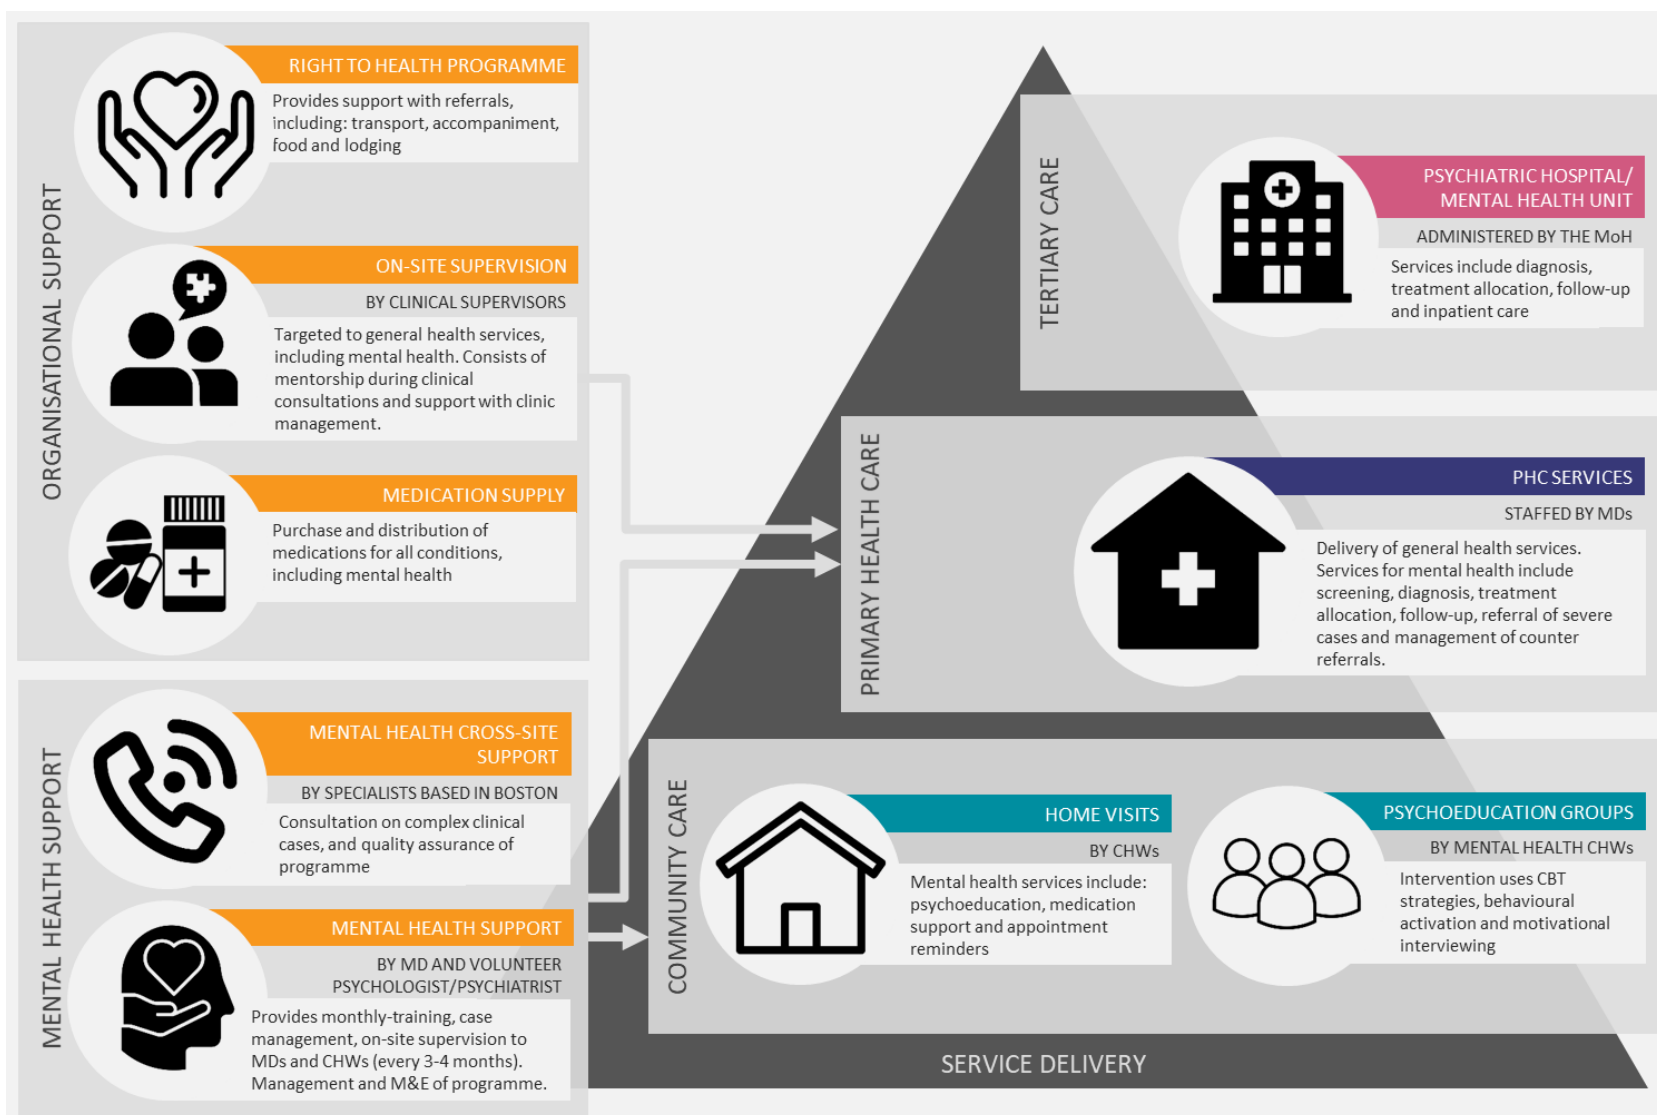 ORGANISATIONAL SUPPORT
RIGHT TO HEALTH PROGRAMME
Provides support with referrals,
including: transport, accompaniment,
food and lodging
ON-SITE SUPERVISION
BY CLINICAL SUPERVISORS
Targeted to general health services,
including mental health. Consists of
mentorship during clinical
consultations and support with clinic
management.
MEDICATION SUPPLY
Purchase and distribution of
medications for all conditions,
including mental health
MENTAL HEALTH SUPPORT
MENTAL HEALTH CROSS-SITE
SUPPORT
BY SPECIALISTS BASED IN BOSTON
Consultation on complex clinical
cases, and quality assurance of
programme
MENTAL HEALTH SUPPORT
BY MD AND VOLUNTEER
PSYCHOLOGIST/PSYCHIATRIST
Provides monthly-training, case
management, on-site supervision to
MDs and CHWs (every 3-4 months).
Management and M&E of programme.
TERTIARY CARE
PSYCHIATRIC HOSPITAL/
MENTAL HEALTH UNIT
ADMINISTERED BY THE MoH
Services include diagnosis,
treatment allocation, follow-up
and inpatient care
PRIMARY HEALTH CARE
PHC SERVICES
STAFFED BY MDs
Delivery of general health services.
Services for mental health include
screening, diagnosis, treatment
allocation, follow-up, referral of severe
cases and management of counter
referrals.
COMMUNITY CARE
HOME VISITS
BY CHWs
Mental health services include:
psychoeducation, medication
support and appointment
reminders
PSYCHOEDUCATION GROUPS
BY MENTAL HEALTH CHWs
Intervention uses CBT
strategies, behavioural
activation and motivational
interviewing
SERVICE DELIVERY